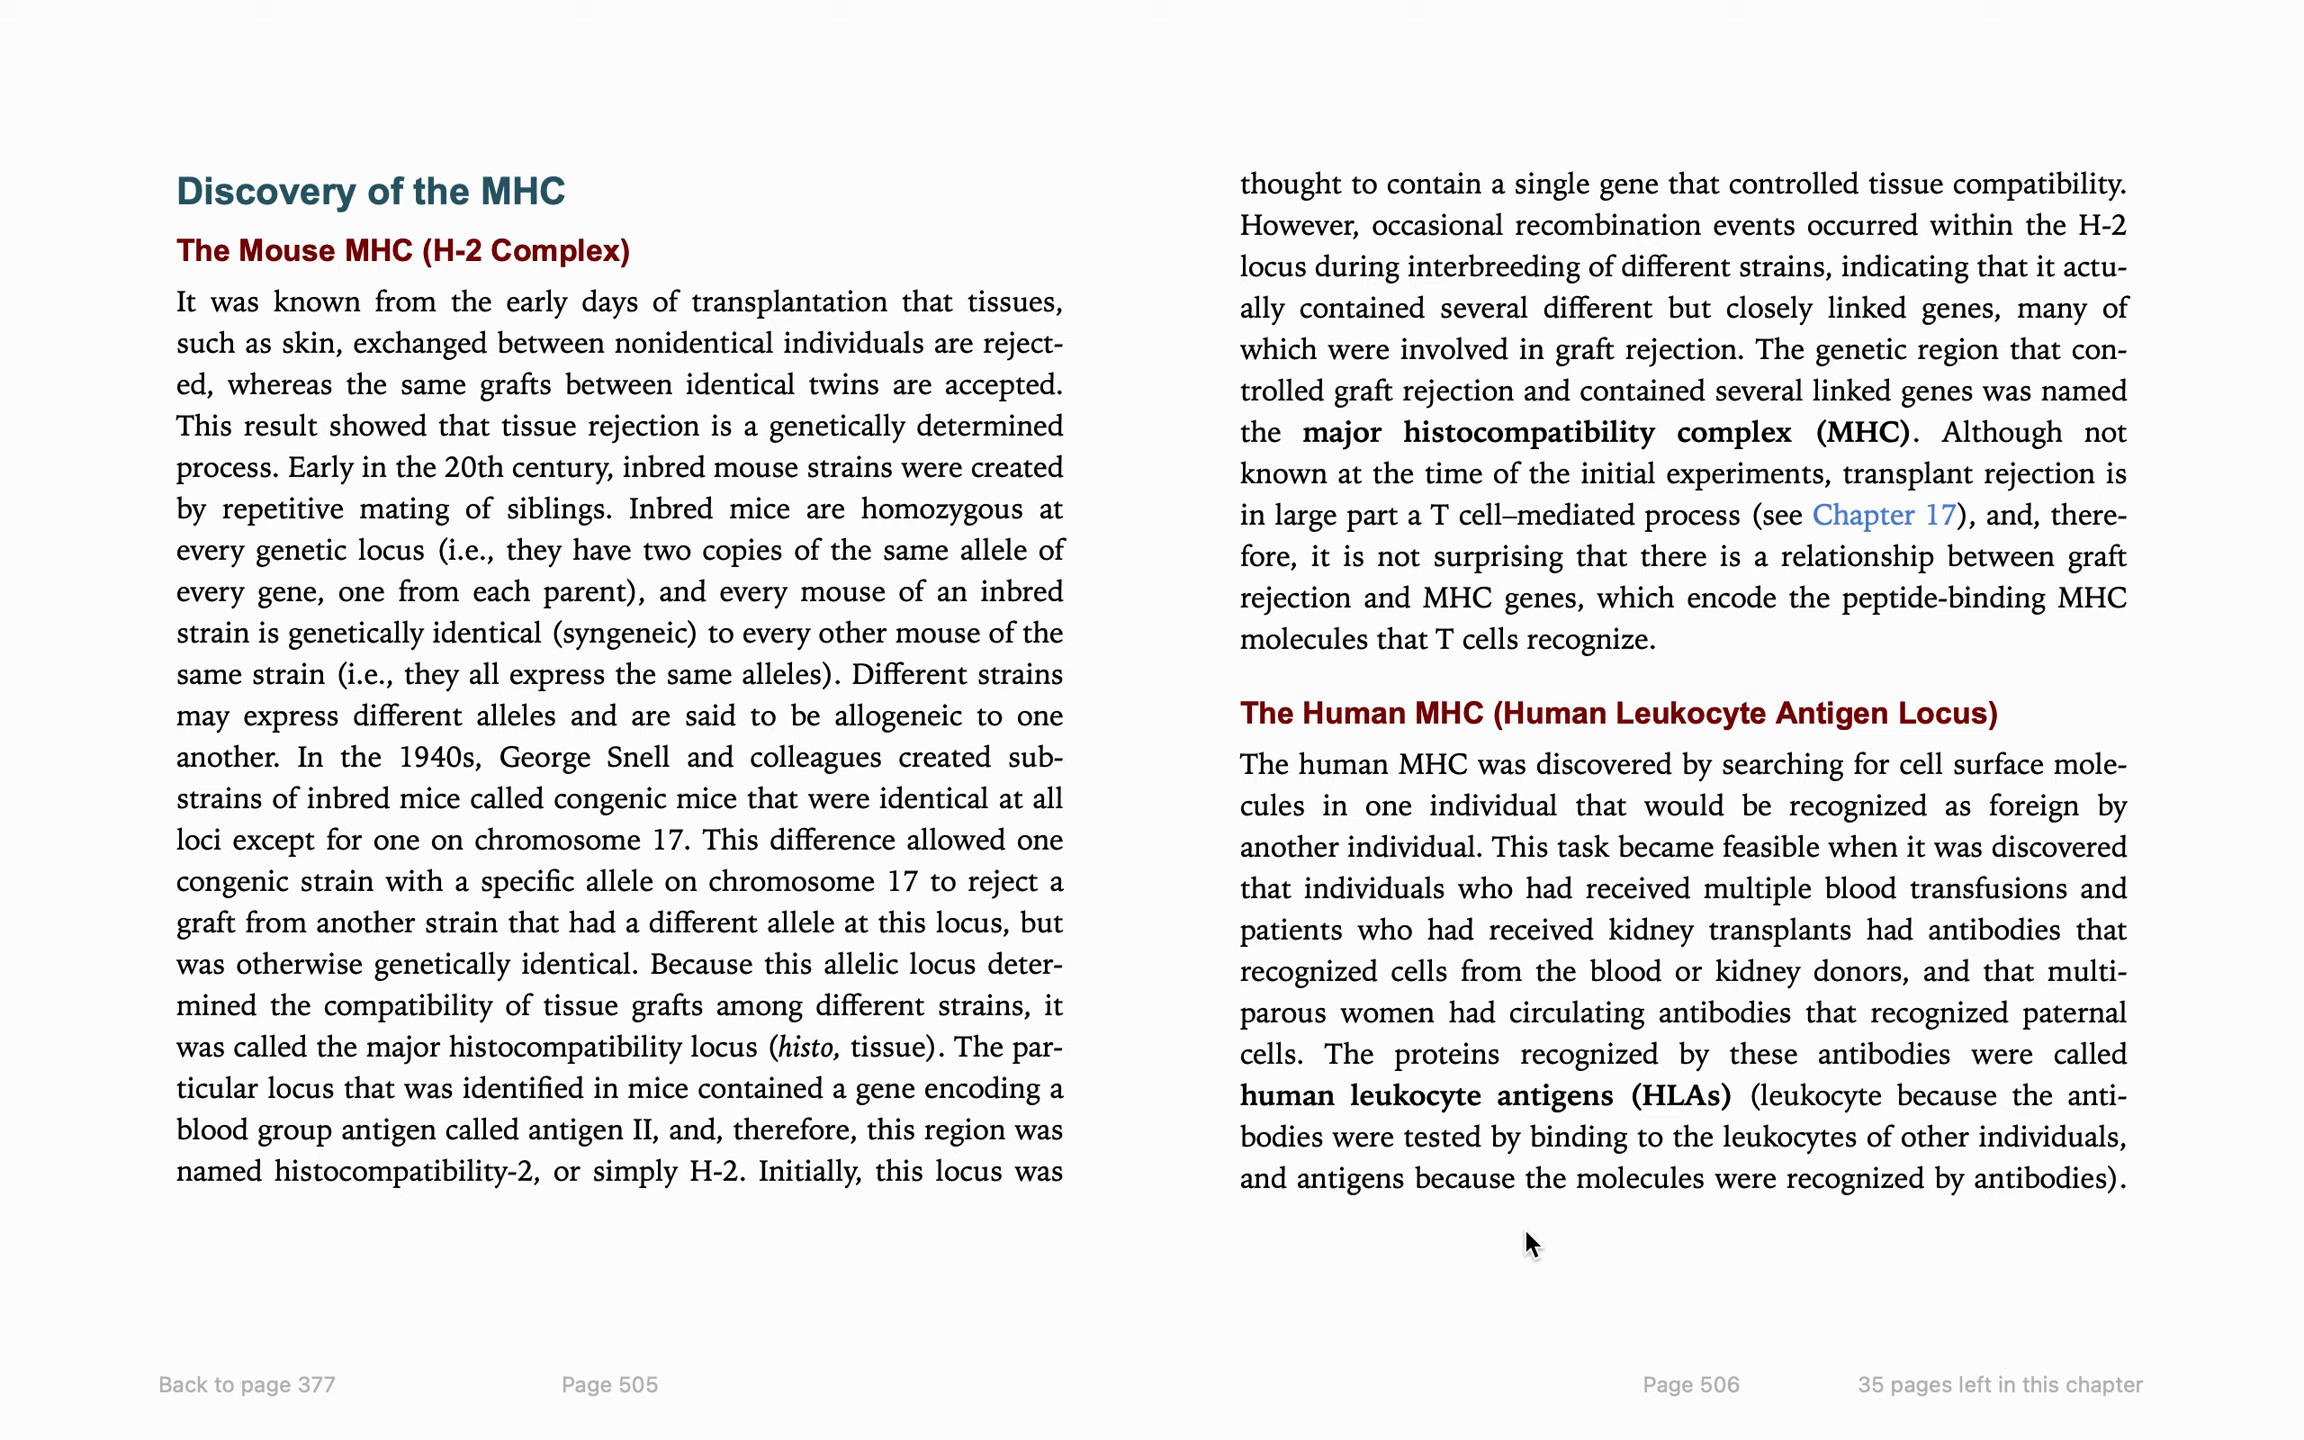 Discovery of the MHC
The Mouse MHC (H-2 Complex)
It was known from the early days of transplantation that tissues,
such as skin, exchanged between nonidentical individuals are reject-
ed, whereas the same grafts between identical twins are accepted.
This result showed that tissue rejection is a genetically determined
process. Early in the 20th century, inbred mouse strains were created
by repetitive mating of siblings. Inbred mice are homozygous at
every genetic locus (i.e., they have two copies of the same allele of
every gene, one from each parent), and every mouse of an inbred
strain is genetically identical (syngeneic) to every other mouse of the
same strain (i.e., they all express the same alleles). Different strains
may express different alleles and are said to be allogeneic to one
another. In the 1940s, George Snell and colleagues created sub-
strains of inbred mice called congenic mice that were identical at all
loci except for one on chromosome 17. This difference allowed one
congenic strain with a specific allele on chromosome 17 to reject a
graft from another strain that had a different allele at this locus, but
was otherwise genetically identical. Because this allelic locus deter-
mined the compatibility of tissue grafts among different strains, it
was called the major histocompatibility locus (histo, tissue). The par-
ticular locus that was identified in mice contained a gene encoding a
blood group antigen called antigen II, and, therefore, this region was
named histocompatibility-2, or simply H-2. Initially, this locus was
thought to contain a single gene that controlled tissue compatibility.
However, occasional recombination events occurred within the H-2
locus during interbreeding of different strains, indicating that it actu-
ally contained several different but closely linked genes, many of
which were involved in graft rejection. The genetic region that con-
trolled graft rejection and contained several linked genes was named
the major histocompatibility complex (MHC). Although not
known at the time of the initial experiments, transplant rejection is
in large part a T cell–mediated process (see Chapter 17), and, there-
fore, it is not surprising that there is a relationship between graft
rejection and MHC genes, which encode the peptide-binding MHC
molecules that T cells recognize.
The Human MHC (Human Leukocyte Antigen Locus)
The human MHC was discovered by searching for cell surface mole-
cules in one individual that would be recognized as foreign by
another individual. This task became feasible when it was discovered
that individuals who had received multiple blood transfusions and
patients who had received kidney transplants had antibodies that
recognized cells from the blood or kidney donors, and that multi-
parous women had circulating antibodies that recognized paternal
cells. The proteins recognized by these antibodies were called
human leukocyte antigens (HLAs) (leukocyte because the anti-
bodies were tested by binding to the leukocytes of other individuals,
and antigens because the molecules were recognized by antibodies).
Back to page 377
Page 505
Page 506
35 pages left in this chapter